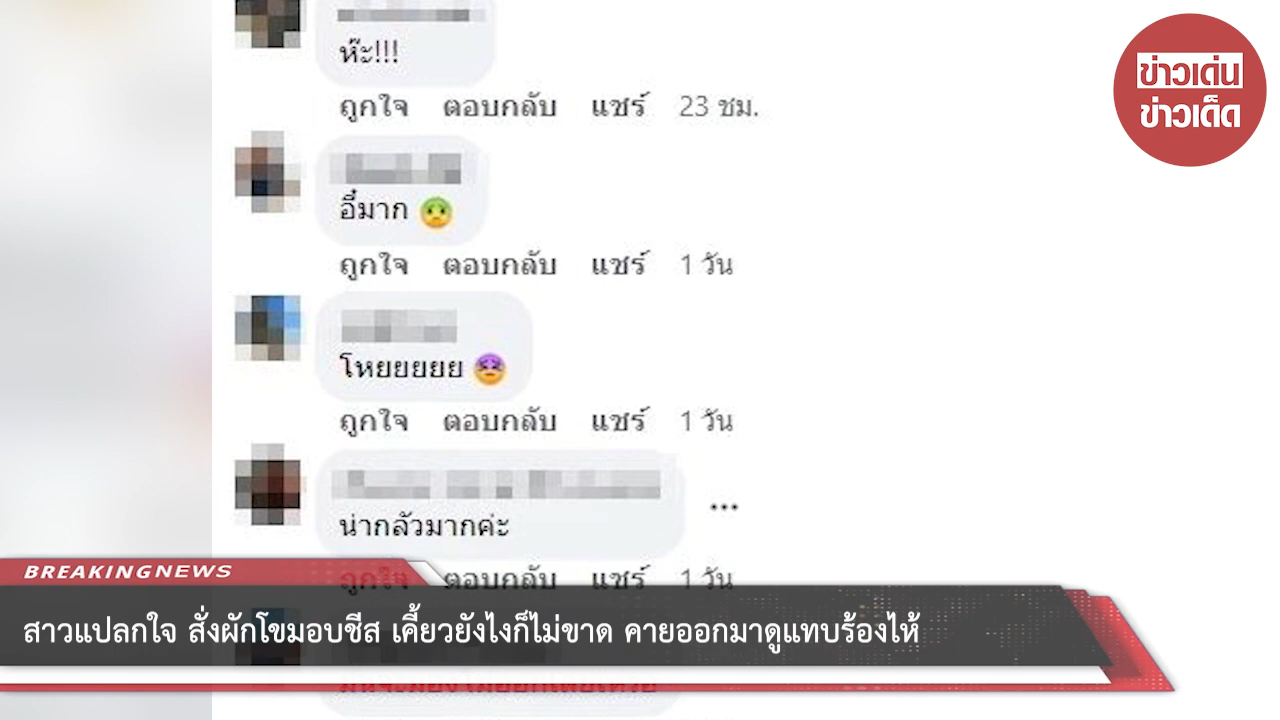 ข่าวเด่น
ข่าวเด็ด
ห๊ะ!!!
ถูกใจ ตอบกลับ แชร์ 23 ชม.
อี๋มาก
ถูกใจ ตอบกลับ แชร์ 1 วัน
โหยยยยย
ถูกใจ ตอบกลับ แชร์ 1 วัน
น่ากลัวมากค่ะ
ถูกใจ ตอบกลับ แชร์ 1 วัน
BREAKINGNEWS
สาวแปลกใจ สั่งผักโขมอบชีส เคี้ยวยังไงก็ไม่ขาด คายออกมาดูแทบร้องไห้